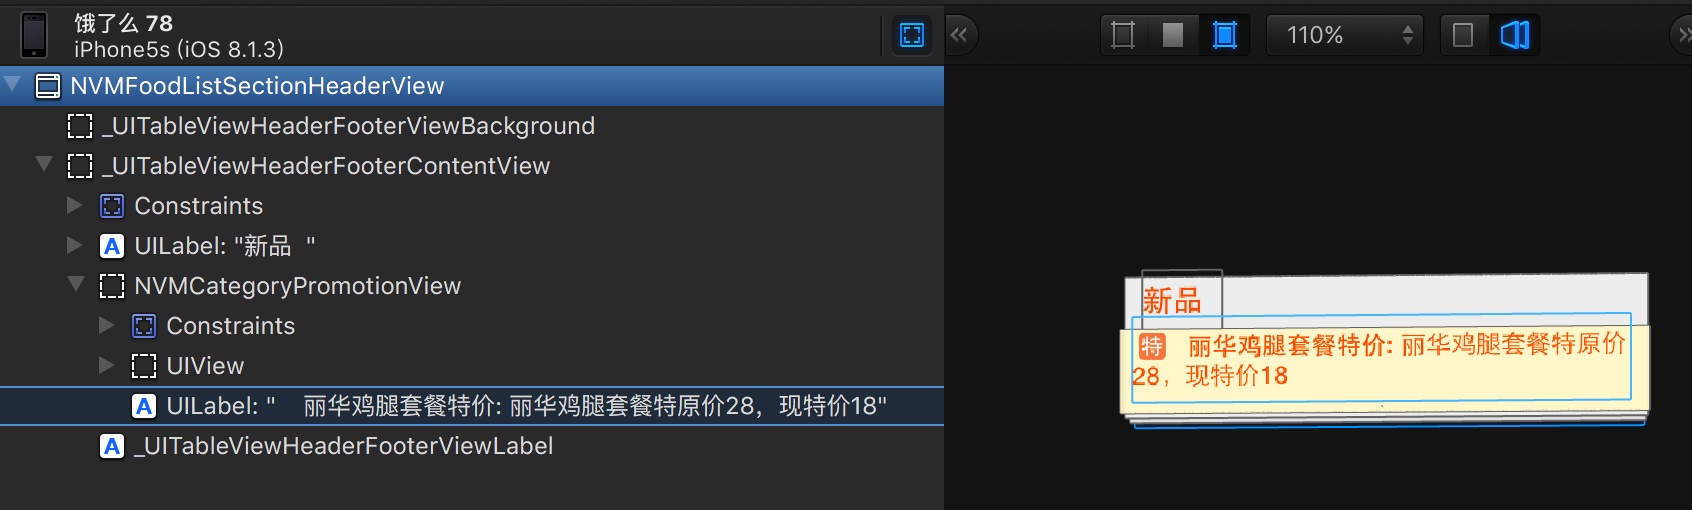 饿了么 78
iPhone5s (iOS 8.1.3)
110%
NVMFoodListSectionHeaderView
_UITableViewHeaderFooterViewBackground
_UITableViewHeaderFooterContentView
Constraints
UILabel: "新品  "
NVMCategoryPromotionView
Constraints
UIView
UILabel: "    丽华鸡腿套餐特价: 丽华鸡腿套餐特原价28，现特价18"
_UITableViewHeaderFooterViewLabel
新品
特 丽华鸡腿套餐特价: 丽华鸡腿套餐特原价
28，现特价18